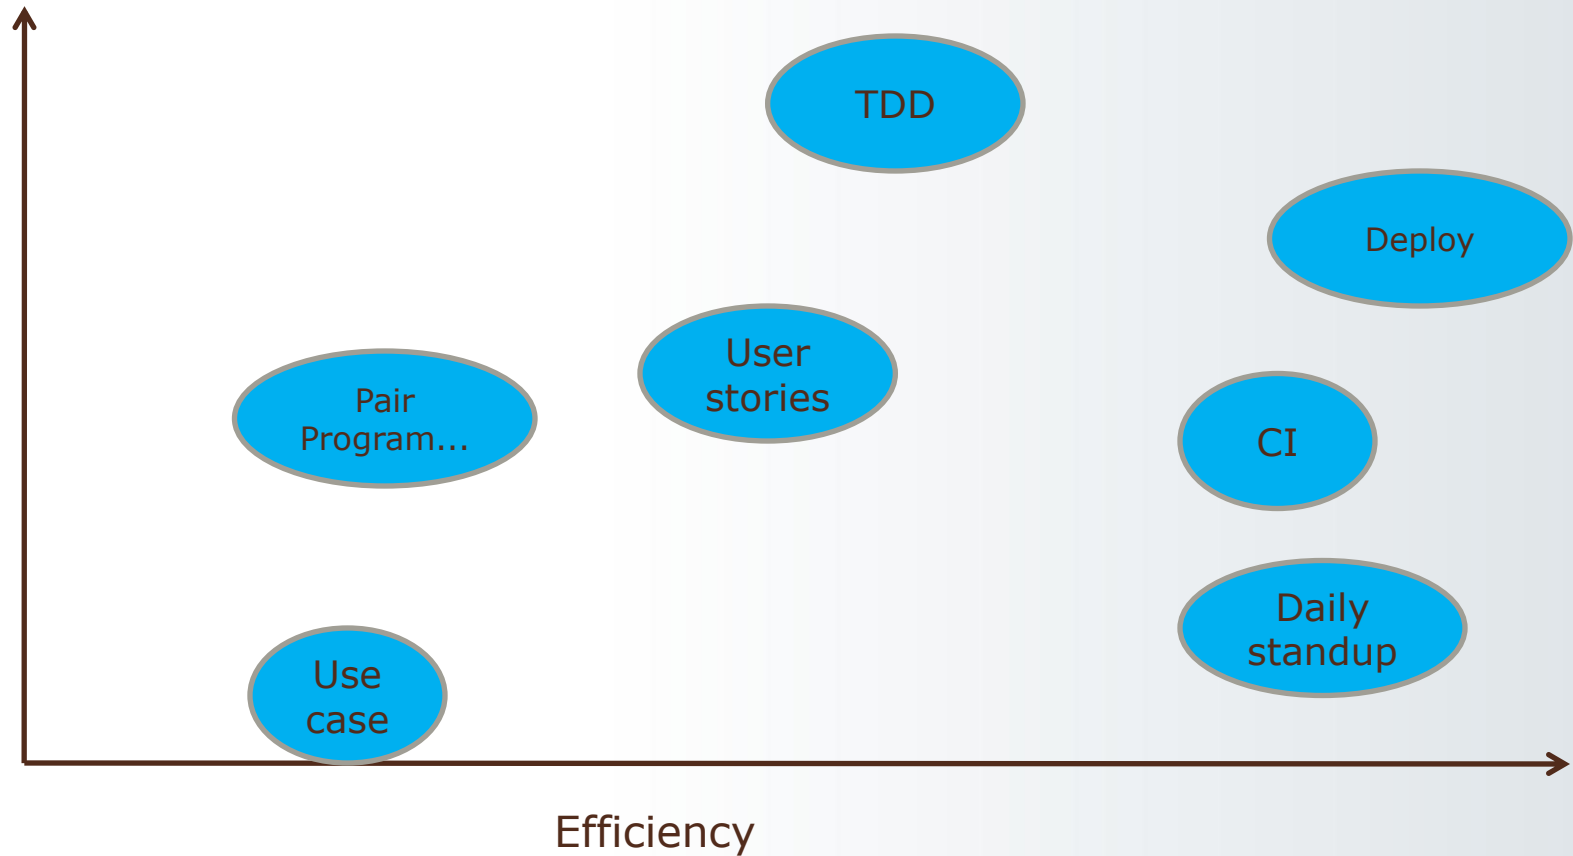 TDD
Deploy
User
stories
Pair
Program...
CI
Daily
standup
Use
case
Efficiency